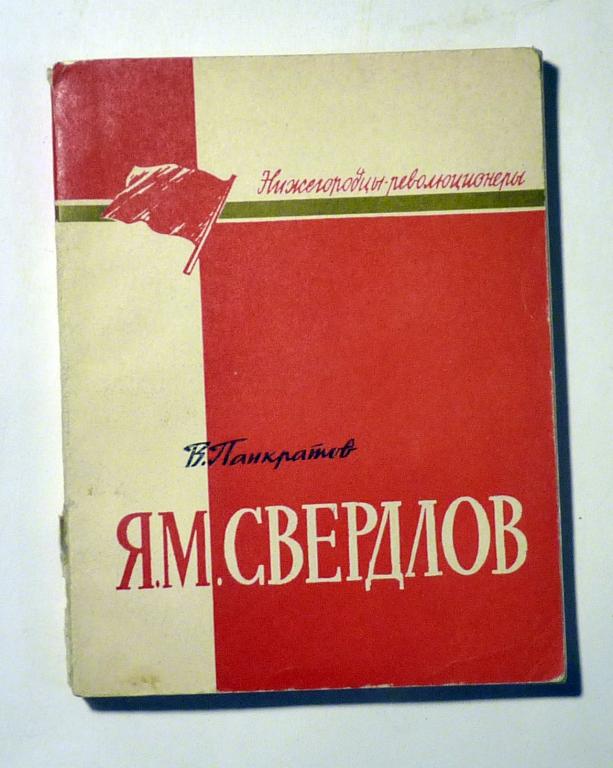 Нижегородцы-революционеры
В. Панкратов
Я.М. СВЕРДЛОВ